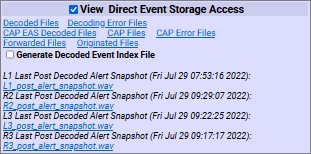 View Direct Event Storage Access
Decoded Files Decoding Error Files
CAP EAS Decoded Files CAP Files CAP Error Files
Forwarded Files Originated Files
Generate Decoded Event Index File
L1 Last Post Decoded Alert Snapshot (Fri Jul 29 07:53:16 2022):
L1_post_alert_snapshot.wav
R2 Last Post Decoded Alert Snapshot (Fri Jul 29 09:29:07 2022):
R2_post_alert_snapshot.wav
L3 Last Post Decoded Alert Snapshot (Fri Jul 29 09:22:25 2022):
L3_post_alert_snapshot.wav
R3 Last Post Decoded Alert Snapshot (Fri Jul 29 09:17:17 2022):
R3_post_alert_snapshot.wav